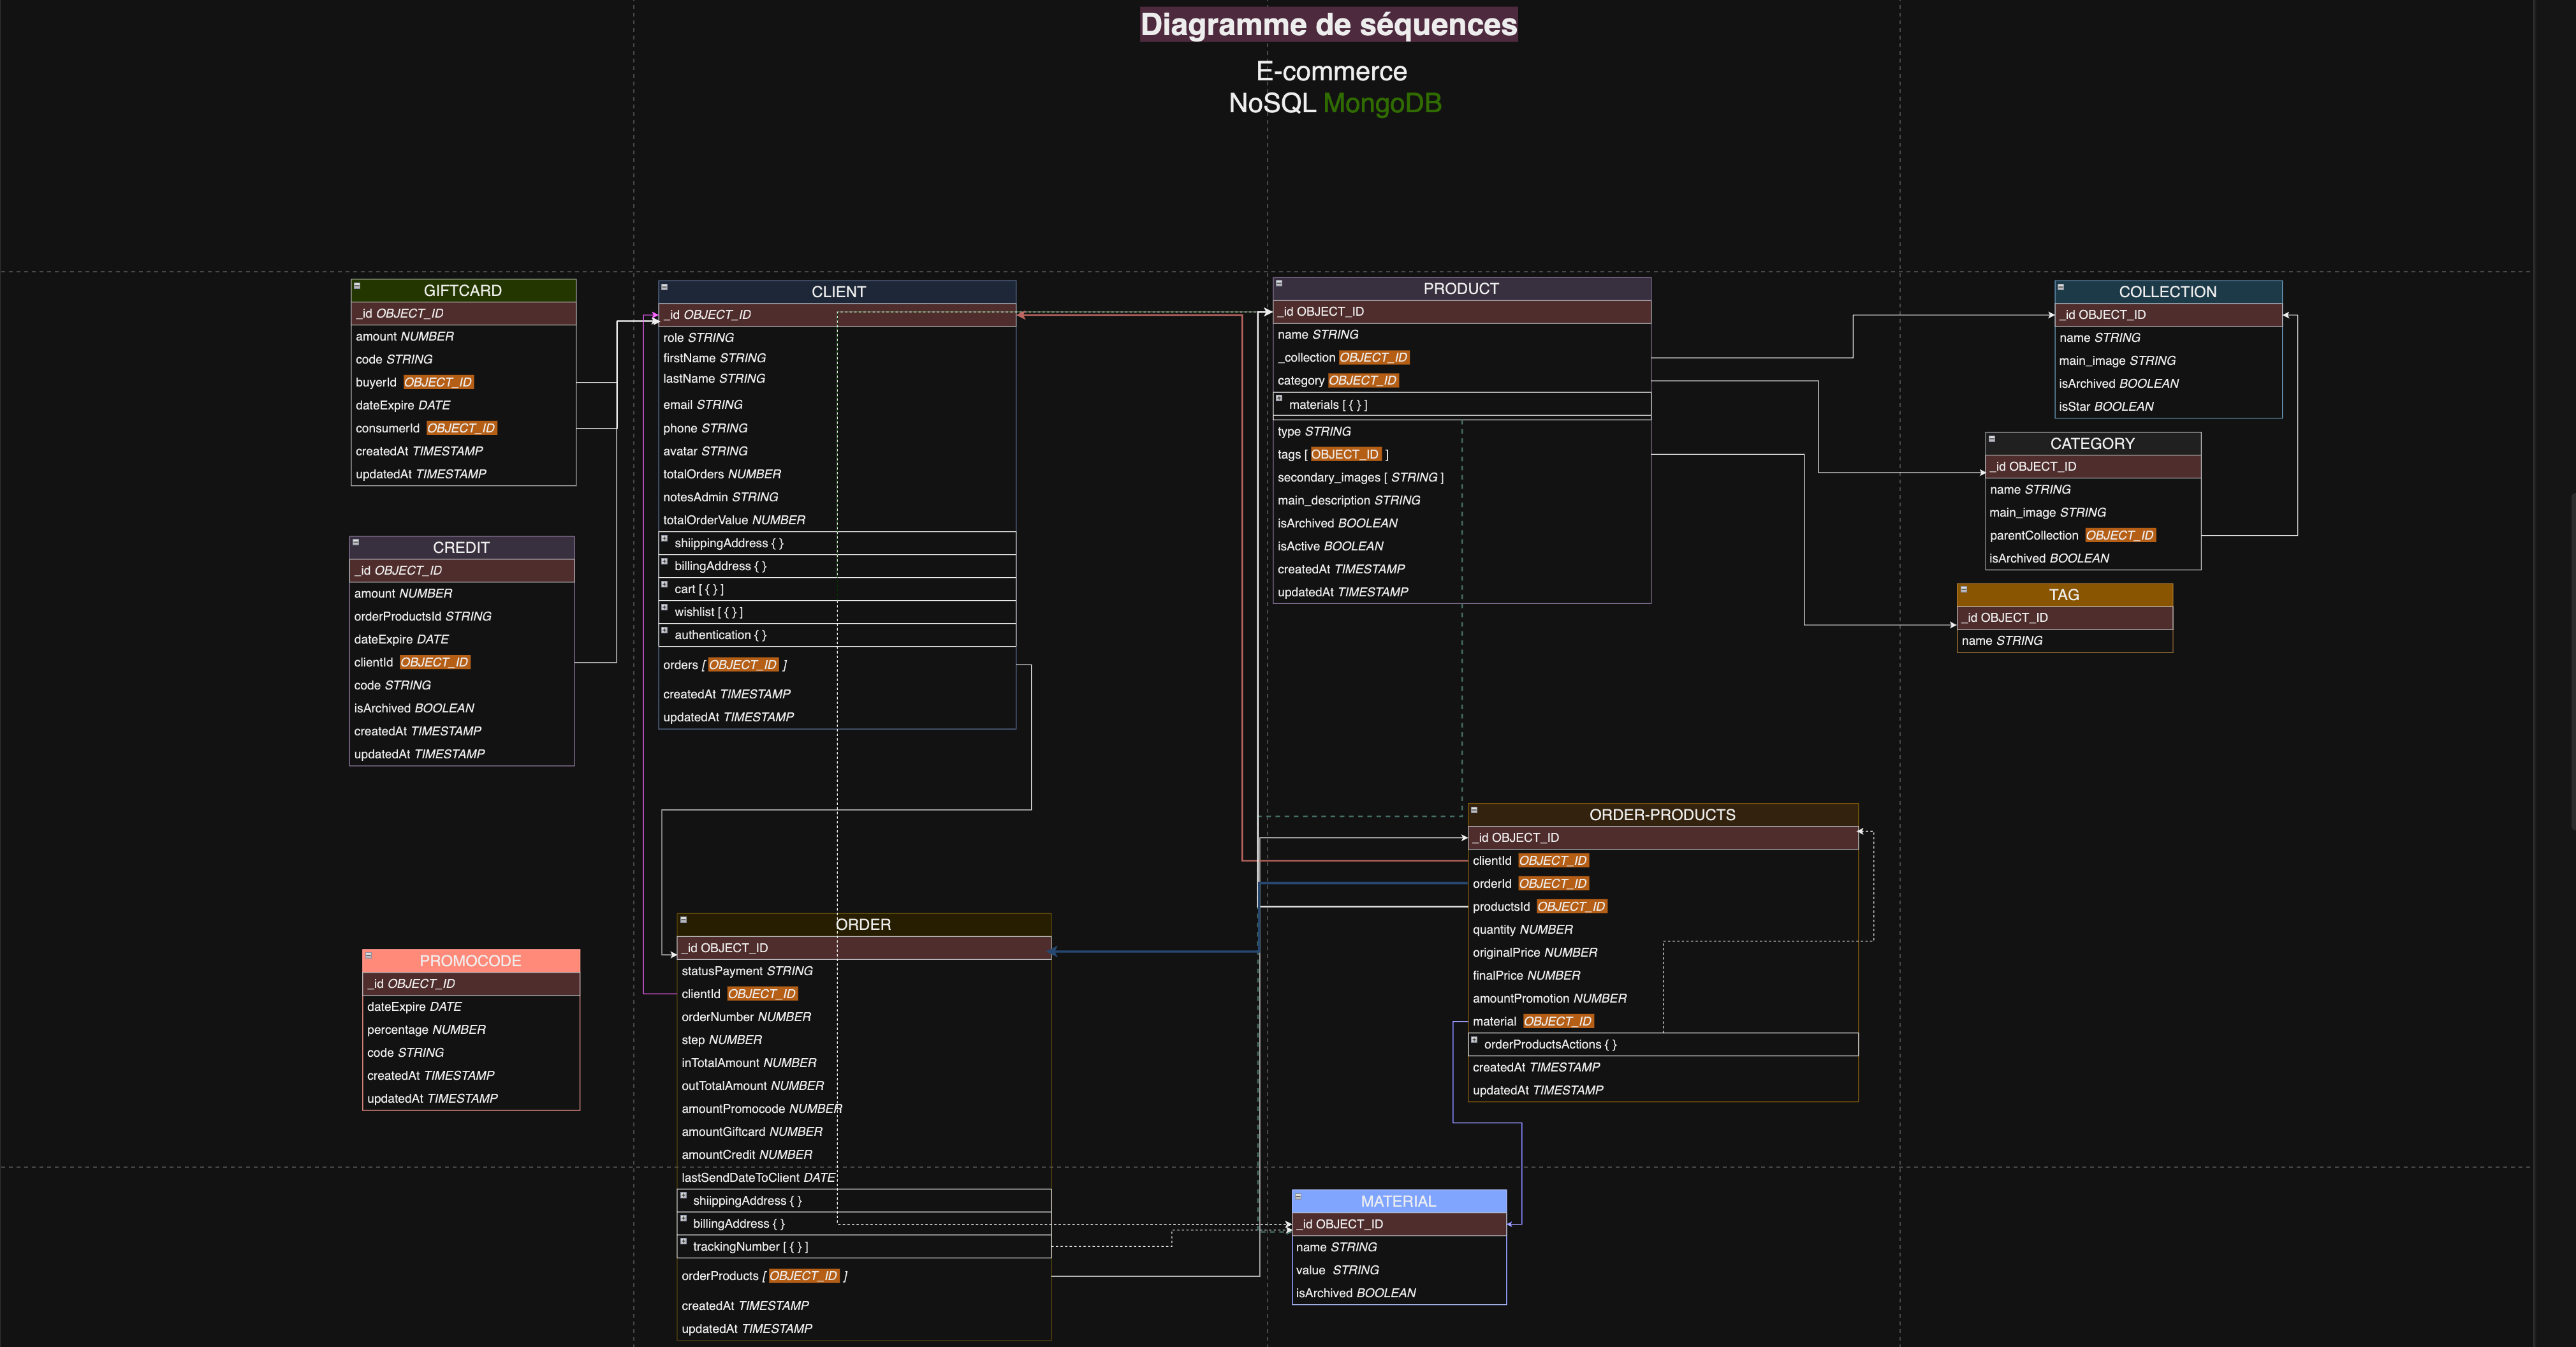 Diagramme de séquences
E-commerce
NoSQL MongoDB
GIFTCARD
_id OBJECT_ID
amount NUMBER
code STRING
buyerId OBJECT_ID
dateExpire DATE
consumerId OBJECT_ID
createdAt TIMESTAMP
updatedAt TIMESTAMP
CREDIT
_id OBJECT_ID
amount NUMBER
orderProductsId STRING
dateExpire DATE
clientId OBJECT_ID
code STRING
isArchived BOOLEAN
createdAt TIMESTAMP
updatedAt TIMESTAMP
PROMOCODE
_id OBJECT_ID
dateExpire DATE
percentage NUMBER
code STRING
createdAt TIMESTAMP
updatedAt TIMESTAMP
CLIENT
_id OBJECT_ID
role STRING
firstName STRING
lastName STRING
email STRING
phone STRING
avatar STRING
totalOrders NUMBER
notesAdmin STRING
totalOrderValue NUMBER
shiippingAddress { }
billingAddress { }
cart [ { } ]
wishlist [ { } ]
authentication { }
orders [ OBJECT_ID ]
createdAt TIMESTAMP
updatedAt TIMESTAMP
ORDER
_id OBJECT_ID
statusPayment STRING
clientId OBJECT_ID
orderNumber NUMBER
step NUMBER
inTotalAmount NUMBER
outTotalAmount NUMBER
amountPromocode NUMBER
amountGiftcard NUMBER
amountCredit NUMBER
lastSendDateToClient DATE
shiippingAddress { }
billingAddress { }
trackingNumber [ { } ]
orderProducts [ OBJECT_ID ]
createdAt TIMESTAMP
updatedAt TIMESTAMP
PRODUCT
_id OBJECT_ID
name STRING
_collection OBJECT_ID
category OBJECT_ID
materials [ { } ]
type STRING
tags [ OBJECT_ID ]
secondary_images [ STRING ]
main_description STRING
isArchived BOOLEAN
isActive BOOLEAN
createdAt TIMESTAMP
updatedAt TIMESTAMP
ORDER-PRODUCTS
_id OBJECT_ID
clientId OBJECT_ID
orderId OBJECT_ID
productsId OBJECT_ID
quantity NUMBER
originalPrice NUMBER
finalPrice NUMBER
amountPromotion NUMBER
material OBJECT_ID
orderProductsActions { }
createdAt TIMESTAMP
updatedAt TIMESTAMP
MATERIAL
_id OBJECT_ID
name STRING
value STRING
isArchived BOOLEAN
COLLECTION
_id OBJECT_ID
name STRING
main_image STRING
isArchived BOOLEAN
isStar BOOLEAN
CATEGORY
_id OBJECT_ID
name STRING
main_image STRING
parentCollection OBJECT_ID
isArchived BOOLEAN
TAG
_id OBJECT_ID
name STRING